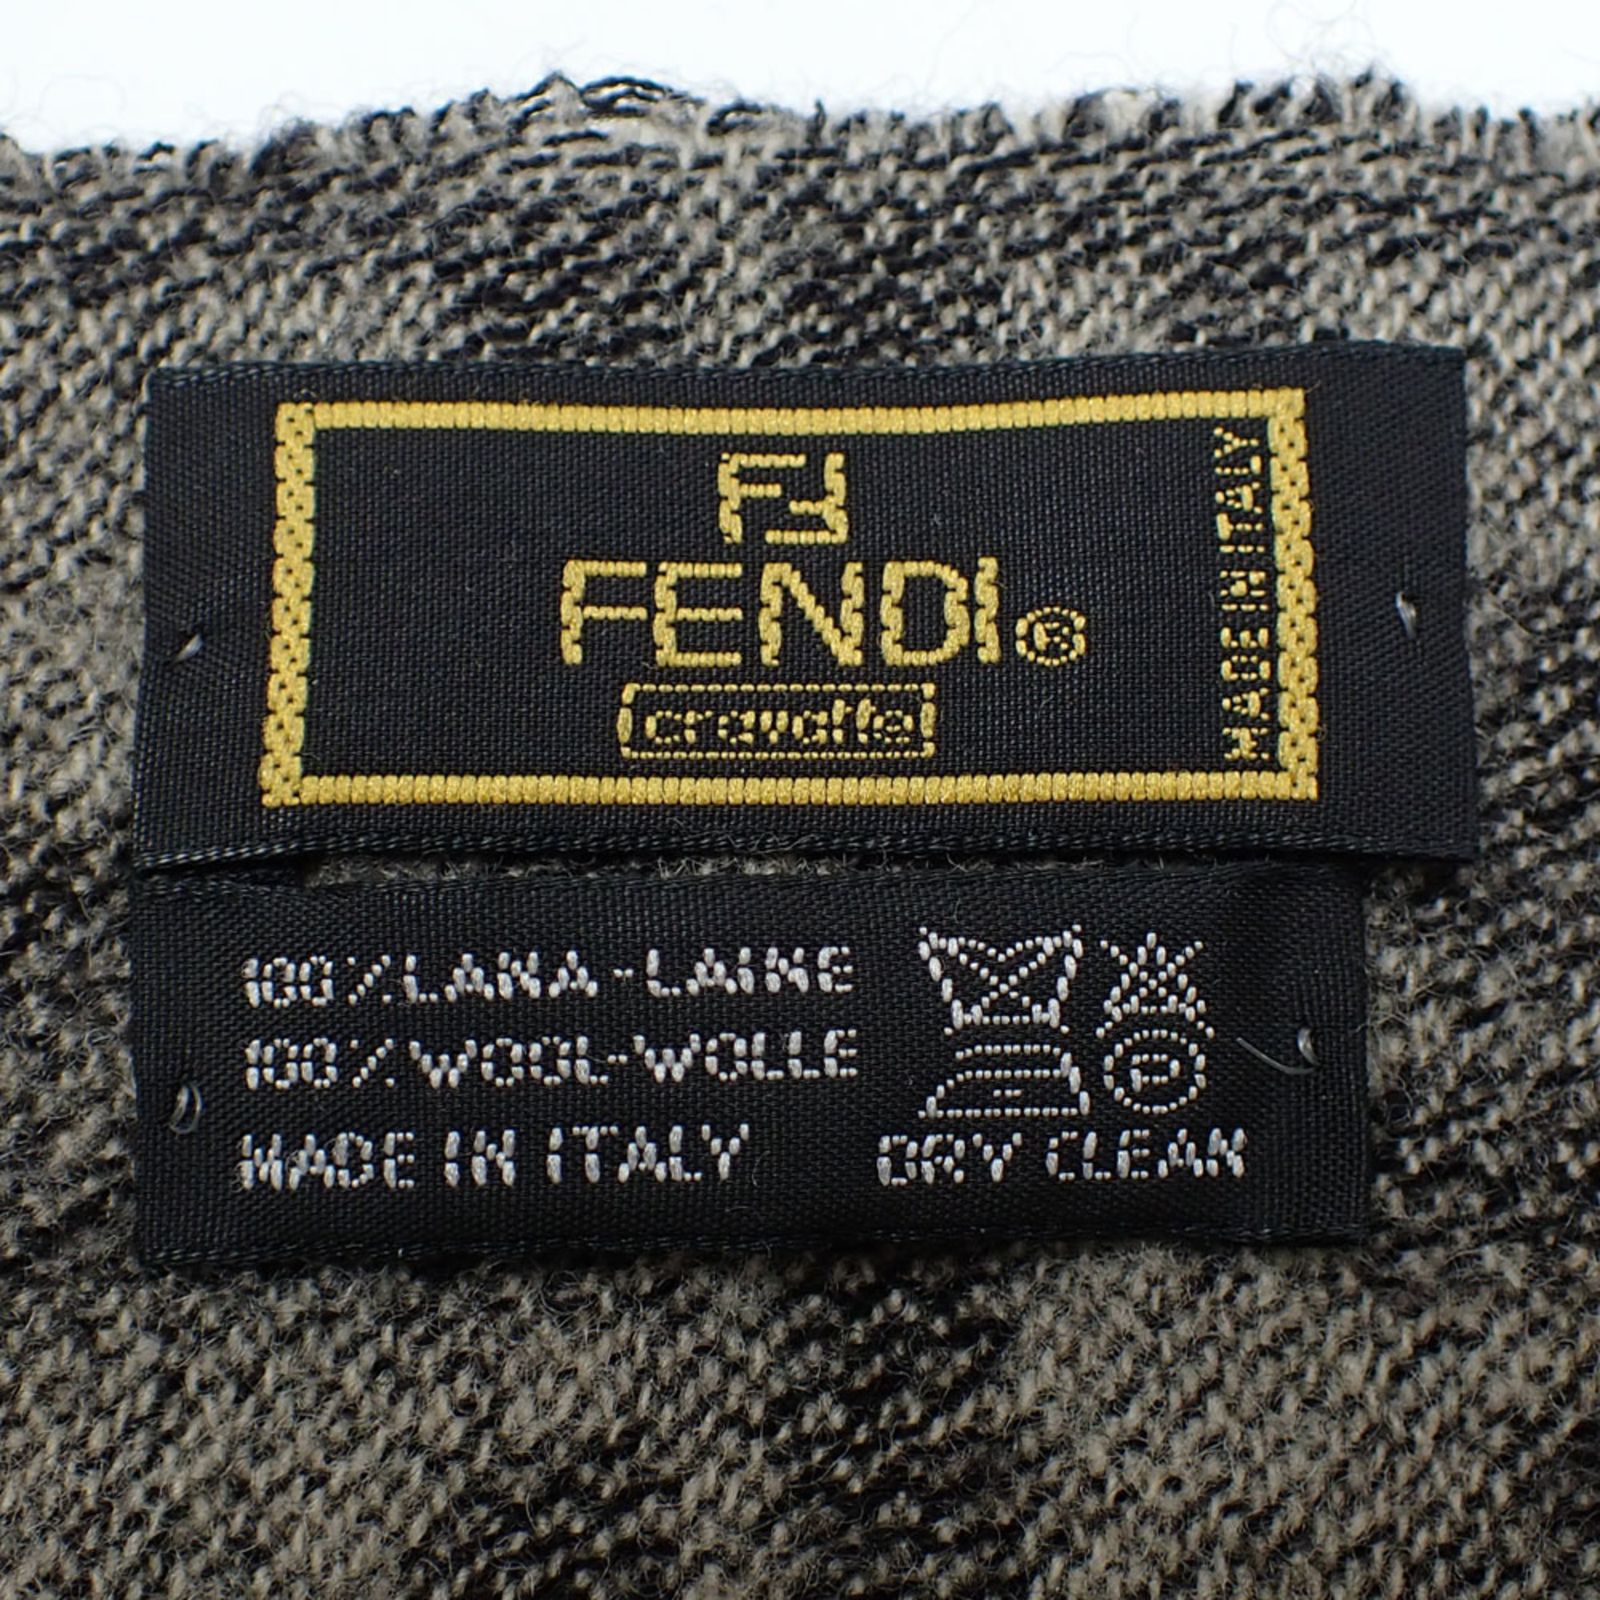 FF
FENDI®
cravatte
MADE IN ITALY
100% LANA-LAINE
100% WOOL-WOLLE
MADE IN ITALY
P
DRY CLEAN